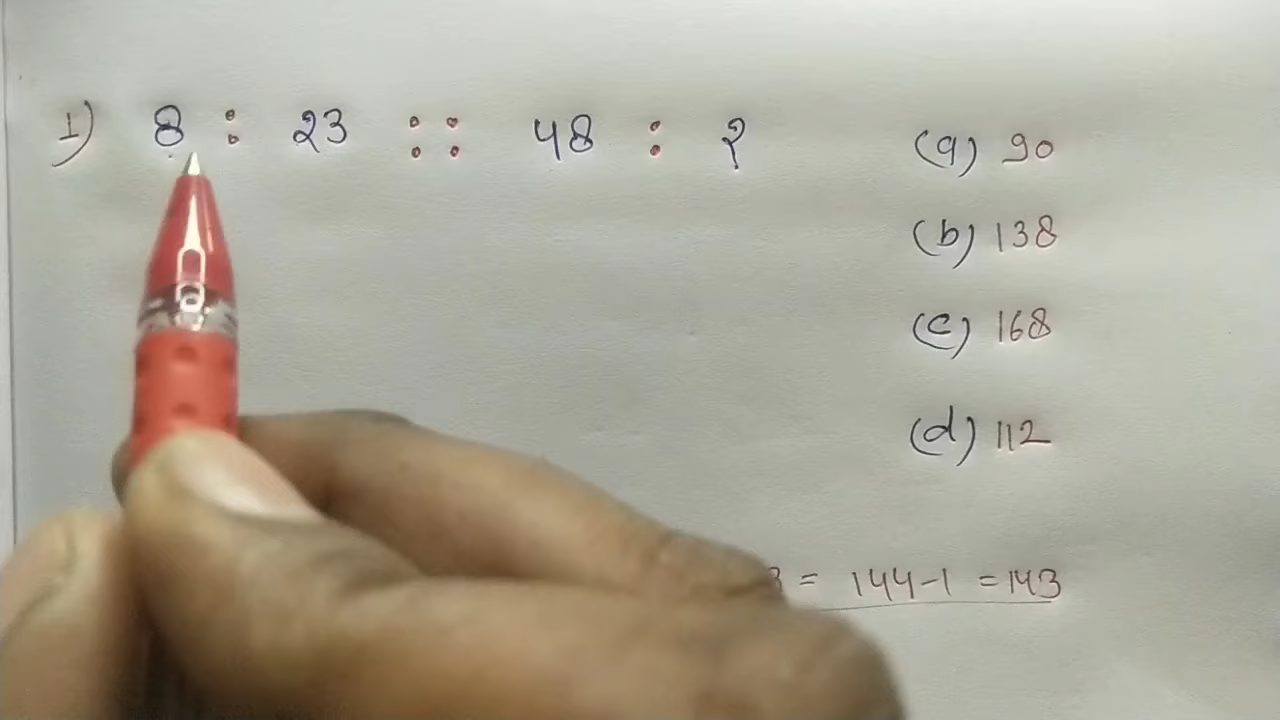 1) 8 : 23 :: 48 : ?
(a) 90
(b) 138
(c) 168
(d) 112
= 144-1 = 143